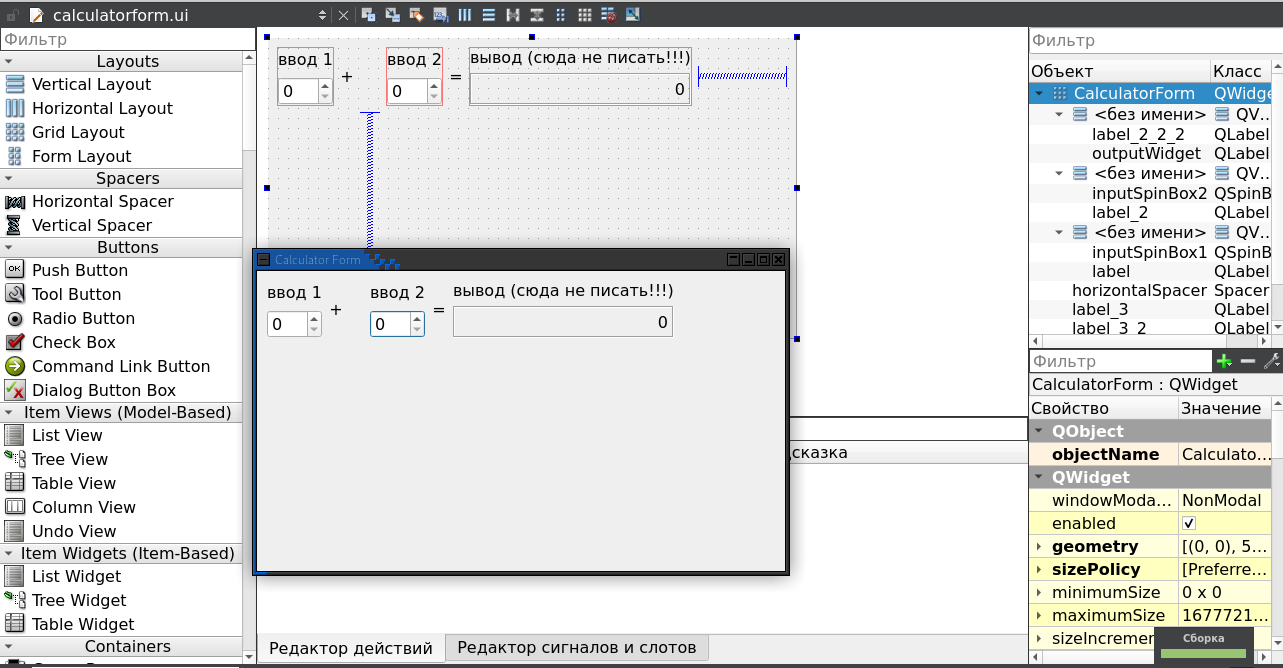 calculatorform.ui
Фильтр
Layouts
Vertical Layout
Horizontal Layout
Grid Layout
Form Layout
Spacers
Horizontal Spacer
Vertical Spacer
Buttons
Push Button
Tool Button
Radio Button
Check Box
Command Link Button
Dialog Button Box
Item Views (Model-Based)
List View
Tree View
Table View
Column View
Undo View
Item Widgets (Item-Based)
List Widget
Tree Widget
Table Widget
Containers
ввод 1
ввод 2
вывод (сюда не писать!!!)
0 + 0 = 0
Calculator Form
ввод 1
ввод 2
вывод (сюда не писать!!!)
0 + 0 = 0
сказка
Редактор действий
Редактор сигналов и слотов
Фильтр
Объект Класс
CalculatorForm QWidge
<без имени> QV...
label_2_2_2 QLabel
outputWidget QLabel
<без имени> QV...
inputSpinBox2 QSpinB
label_2 QLabel
<без имени> QV...
inputSpinBox1 QSpinB
label QLabel
horizontalSpacer Spacer
label_3 QLabel
label_3_2 QLabel
Фильтр
CalculatorForm : QWidget
Свойство Значение
QObject
objectName Calculato...
QWidget
windowModa... NonModal
enabled
geometry [(0, 0), 5...
sizePolicy [Preferre...
minimumSize 0 x 0
maximumSize 1677721...
sizeIncremer
Сборка